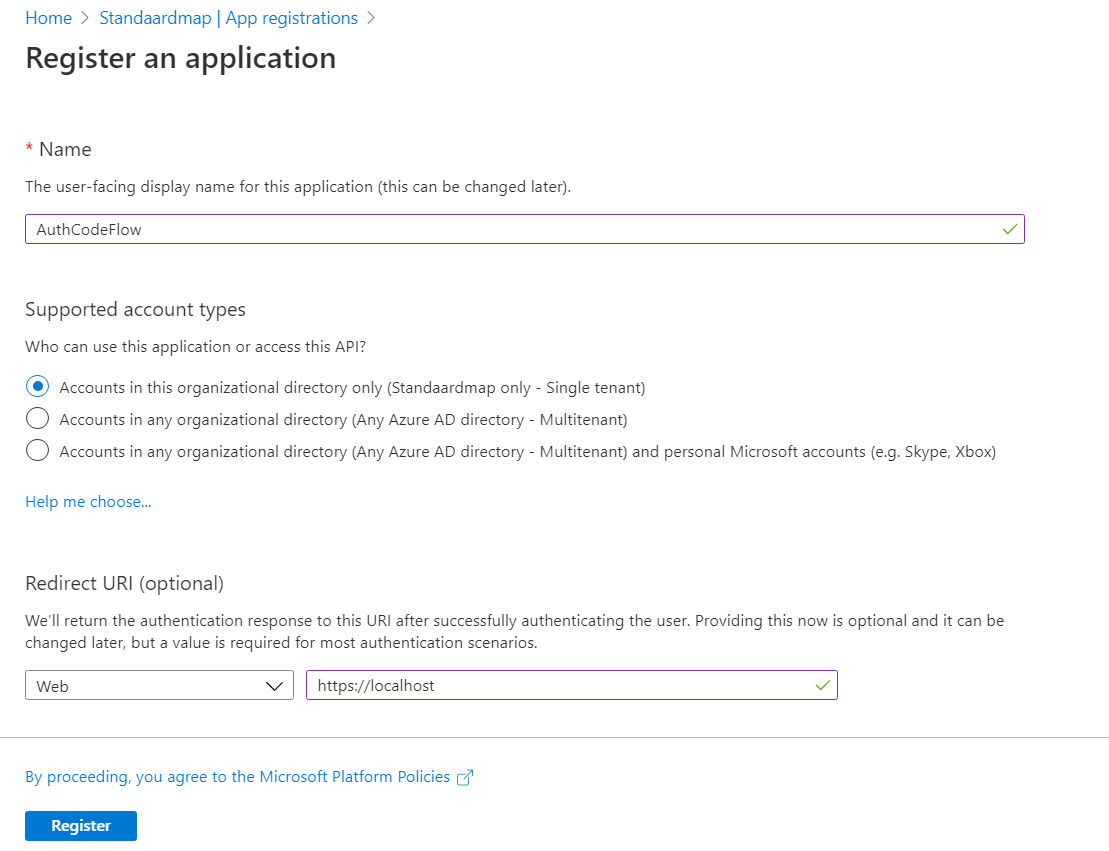 Home > Standaardmap | App registrations >
Register an application
* Name
The user-facing display name for this application (this can be changed later).
AuthCodeFlow
Supported account types
Who can use this application or access this API?
Accounts in this organizational directory only (Standaardmap only - Single tenant)
Accounts in any organizational directory (Any Azure AD directory - Multitenant)
Accounts in any organizational directory (Any Azure AD directory - Multitenant) and personal Microsoft accounts (e.g. Skype, Xbox)
Help me choose...
Redirect URI (optional)
We'll return the authentication response to this URI after successfully authenticating the user. Providing this now is optional and it can be
changed later, but a value is required for most authentication scenarios.
Web
https://localhost
By proceeding, you agree to the Microsoft Platform Policies
Register